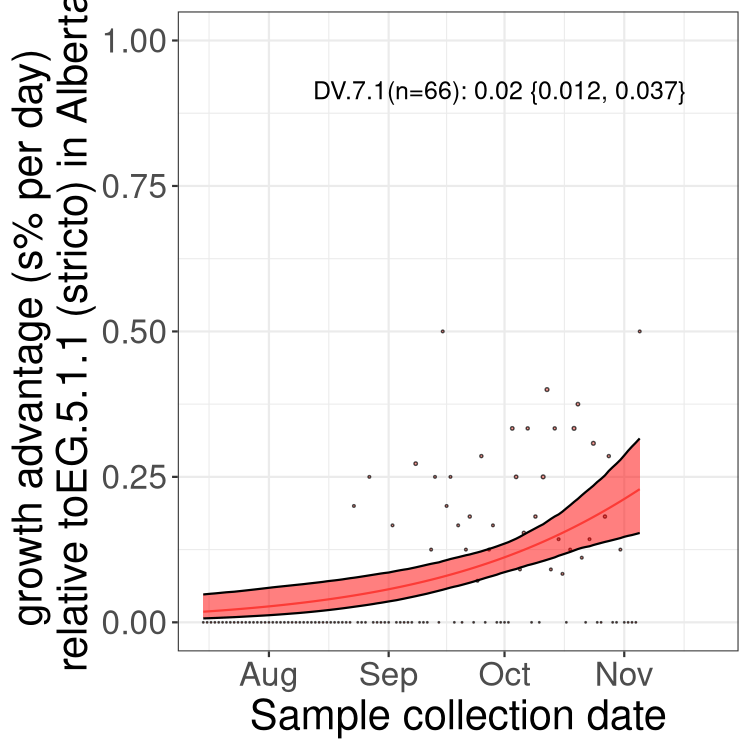 growth advantage (s% per day)
relative toEG.5.1.1 (stricto) in Alberta
1.00
0.75
0.50
0.25
0.00
DV.7.1(n=66): 0.02 {0.012, 0.037}
Aug Sep Oct Nov
Sample collection date